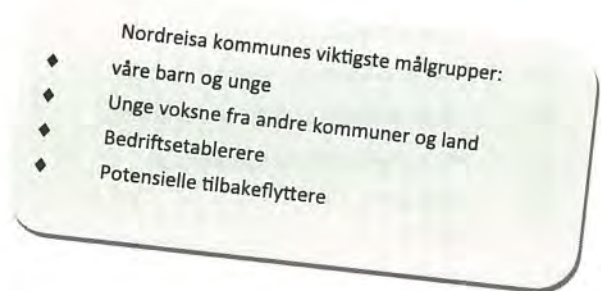 Nordreisa kommunes viktigste målgrupper:
♦ våre barn og unge
♦ Unge voksne fra andre kommuner og land
♦ Bedriftsetablerere
♦ Potensielle tilbakeflyttere